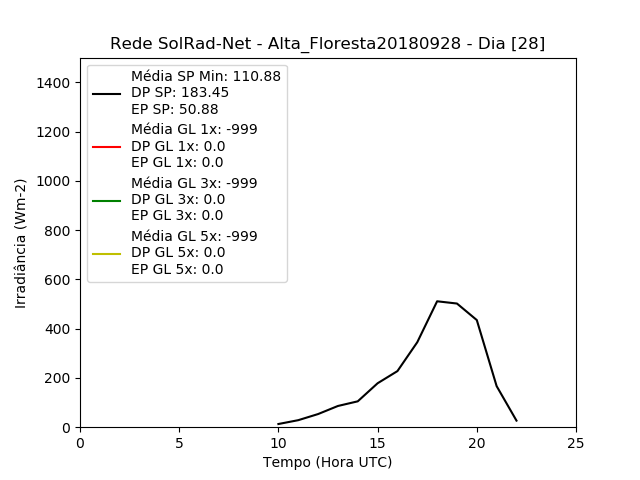 Rede SolRad-Net - Alta_Floresta20180928 - Dia [28]
Média SP Min: 110.88
DP SP: 183.45
EP SP: 50.88
Média GL 1x: -999
DP GL 1x: 0.0
EP GL 1x: 0.0
Média GL 3x: -999
DP GL 3x: 0.0
EP GL 3x: 0.0
Média GL 5x: -999
DP GL 5x: 0.0
EP GL 5x: 0.0
Irradiância (Wm-2)
1400
1200
1000
800
600
400
200
0
0 5 10 15 20 25
Tempo (Hora UTC)